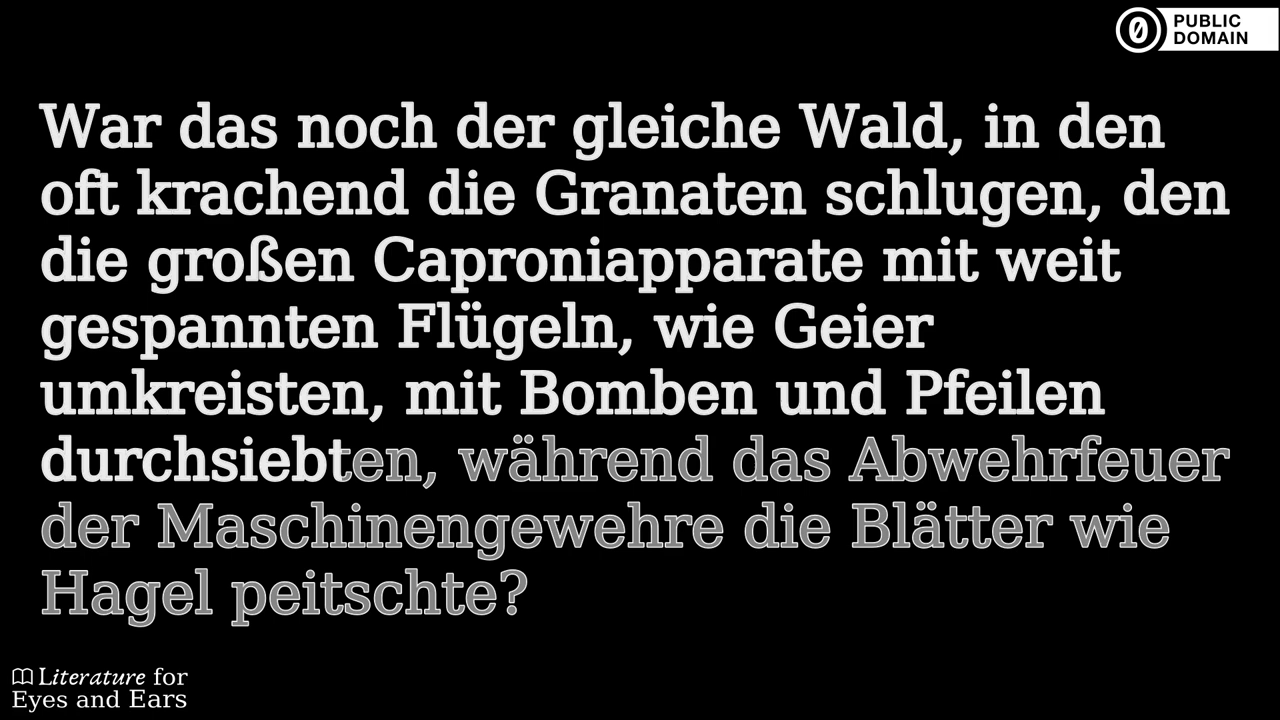 PUBLIC
DOMAIN
War das noch der gleiche Wald, in den
oft krachend die Granaten schlugen, den
die großen Caproniapparate mit weit
gespannten Flügeln, wie Geier
umkreisten, mit Bomben und Pfeilen
durchsiebten, während das Abwehrfeuer
der Maschinengewehre die Blätter wie
Hagel peitschte?
Literature for
Eyes and Ears